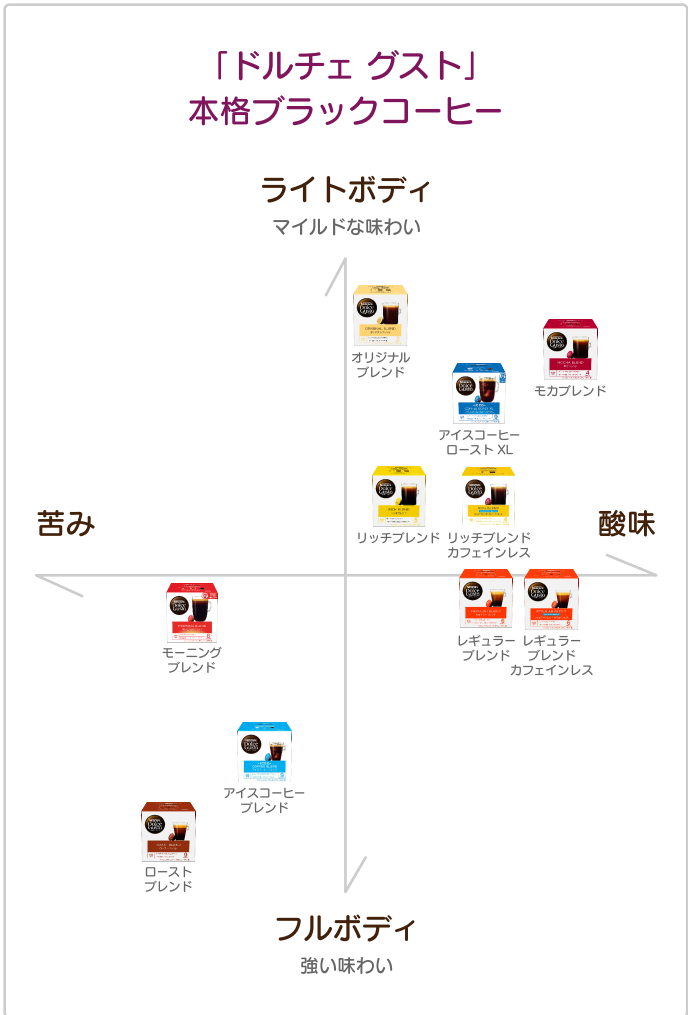 「ドルチェ グスト」
本格ブラックコーヒー
ライトボディ
マイルドな味わい
オリジナル
ブレンド
モカブレンド
アイスコーヒー
ロースト XL
リッチブレンド
リッチブレンド
カフェインレス
苦み
酸味
モーニング
ブレンド
レギュラー
ブレンド
レギュラー
ブレンド
カフェインレス
アイスコーヒー
ブレンド
ロースト
ブレンド
フルボディ
強い味わい